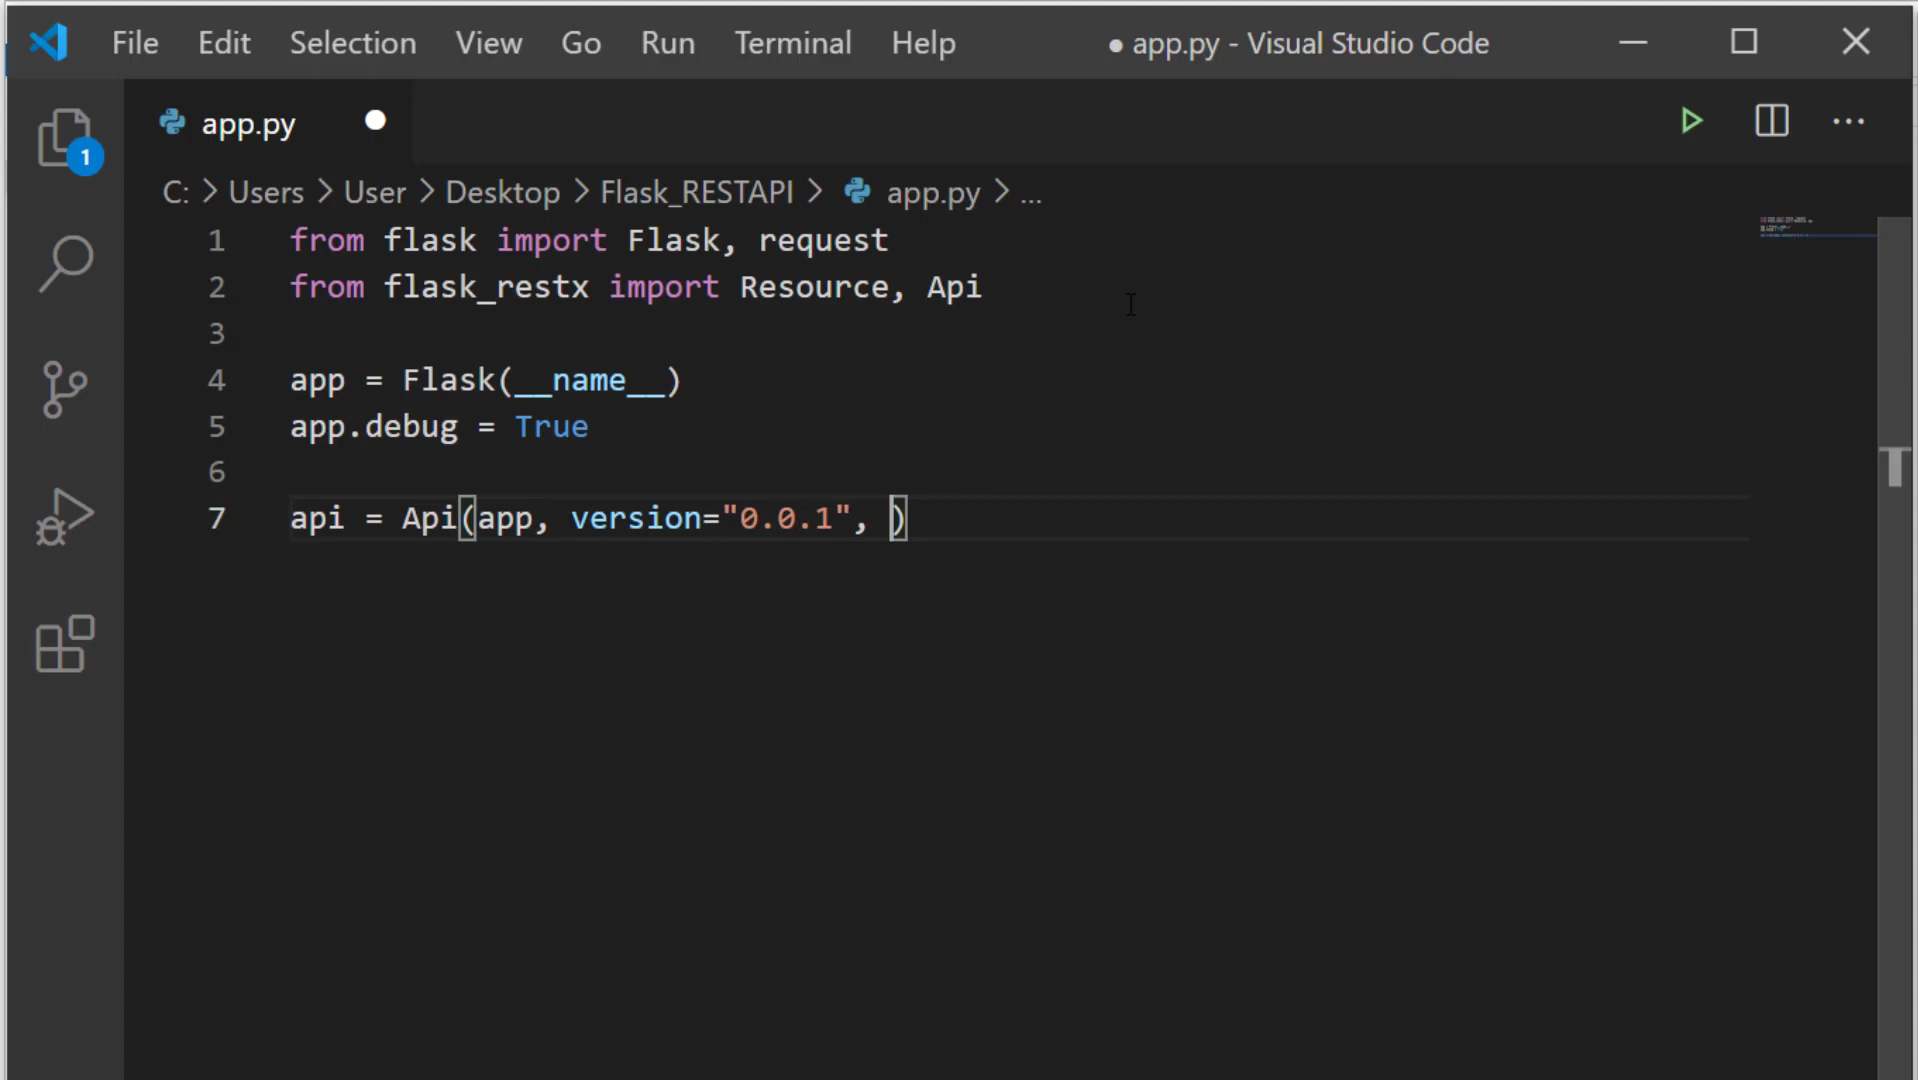 File Edit Selection View Go Run Terminal Help ● app.py - Visual Studio Code
app.py
1
C: > Users > User > Desktop > Flask_RESTAPI > app.py > ...
1 from flask import Flask, request
2 from flask_restx import Resource, Api
3
4 app = Flask(__name__)
5 app.debug = True
6
7 api = Api(app, version="0.0.1", )